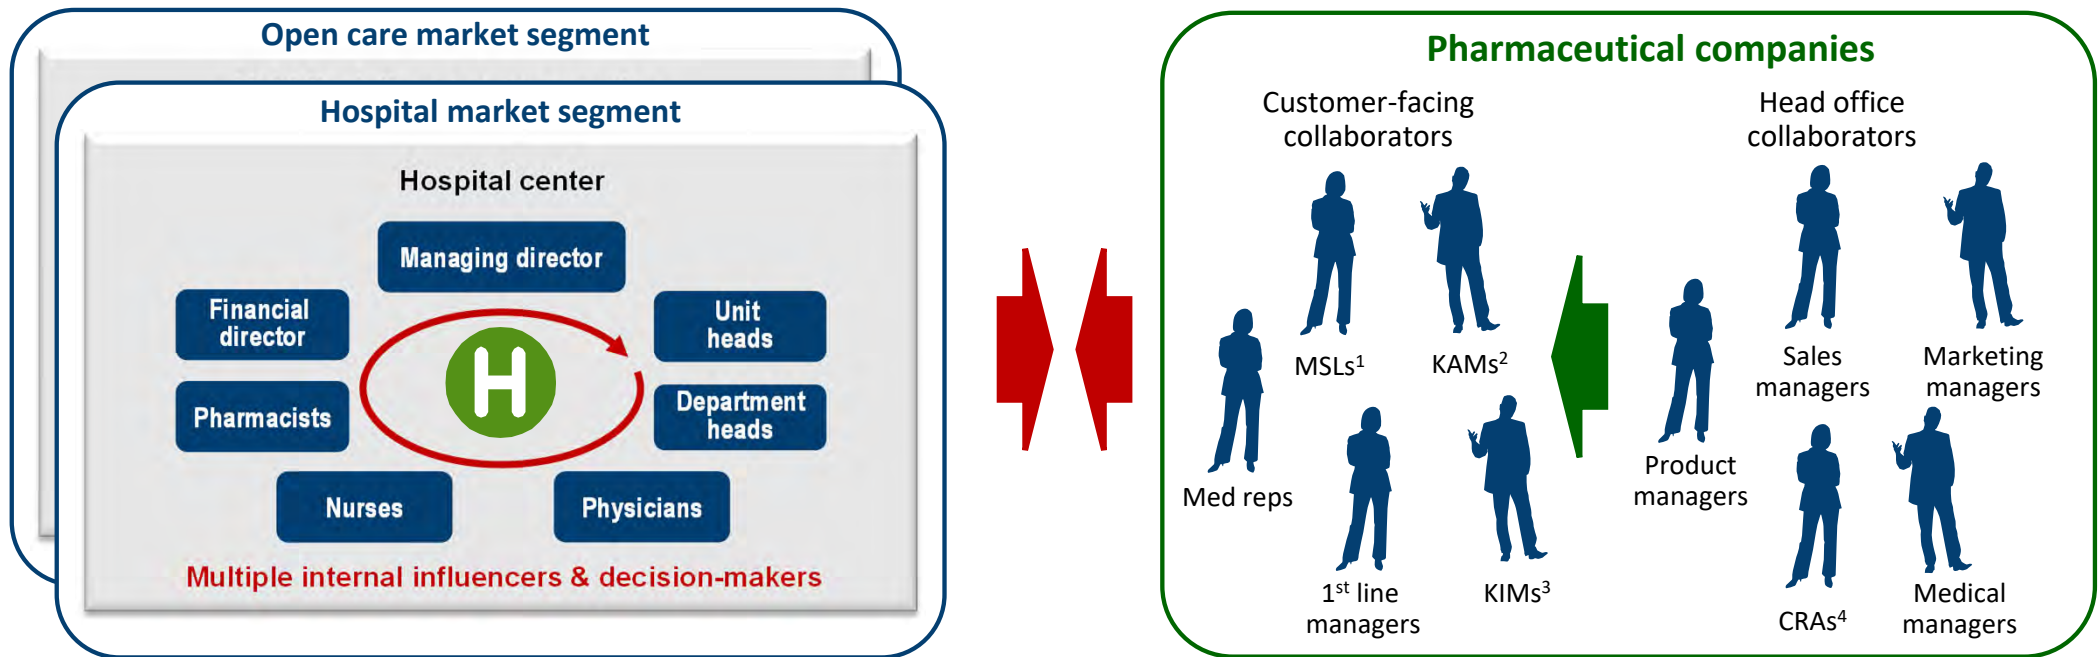 Open care market segment
Hospital market segment
Hospital center
Managing director
Financial
director
Unit
heads
Pharmacists
Department
heads
Nurses
Physicians
Multiple internal influencers & decision-makers
H
Pharmaceutical companies
Customer-facing
collaborators
MSLs¹
KAMs²
Med reps
1st line
managers
KIMs³
Head office
collaborators
Sales
managers
Marketing
managers
Product
managers
CRAs⁴
Medical
managers